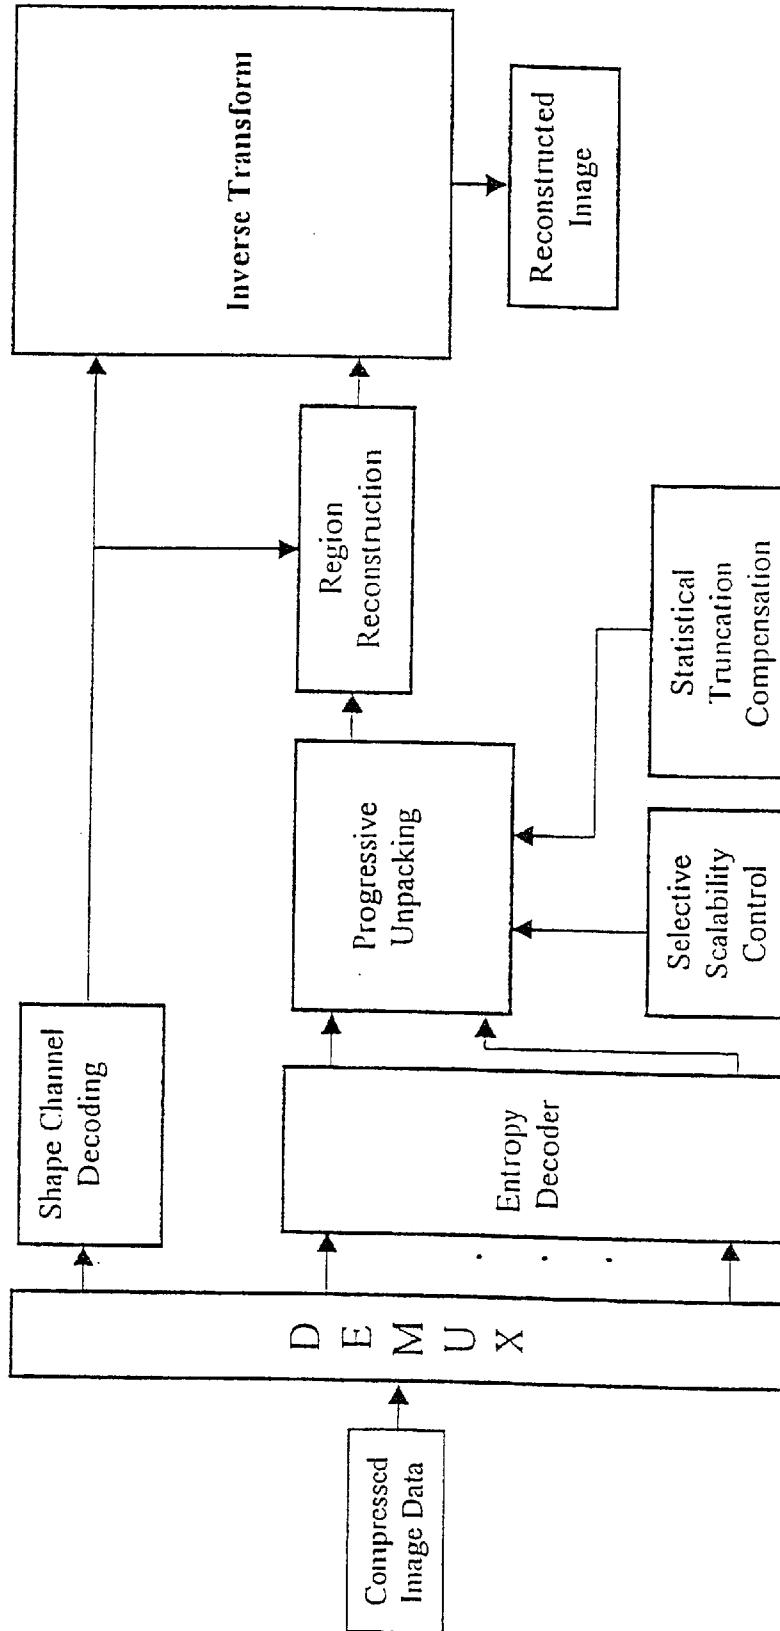 Compressed
Image Data
D
E
M
U
X
Shape Channel
Decoding
Entropy
Decoder
Progressive
Unpacking
Selective
Scalability
Control
Statistical
Truncation
Compensation
Region
Reconstruction
Inverse Transform
Reconstructed
Image